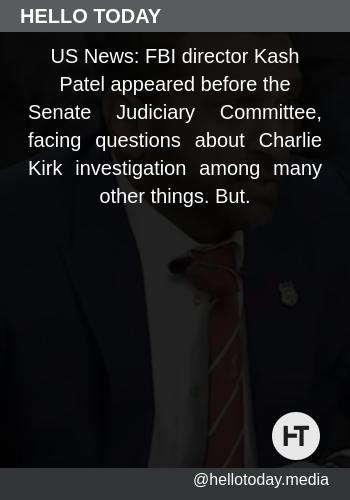 HELLO TODAY
US News: FBI director Kash
Patel appeared before the
Senate Judiciary Committee,
facing questions about Charlie
Kirk investigation among many
other things. But.
HT
@hellotoday.media